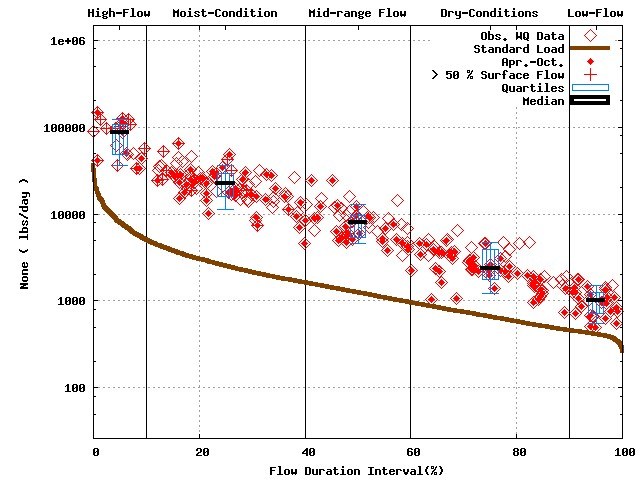 High-Flow Moist-Condition Mid-range Flow Dry-Conditions Low-Flow
1e+06
100000
10000
1000
100
None ( lbs/day )
Obs. WQ Data
Standard Load
Apr.-Oct.
> 50 % Surface Flow
Quartiles
Median
0 20 40 60 80 100
Flow Duration Interval(%)